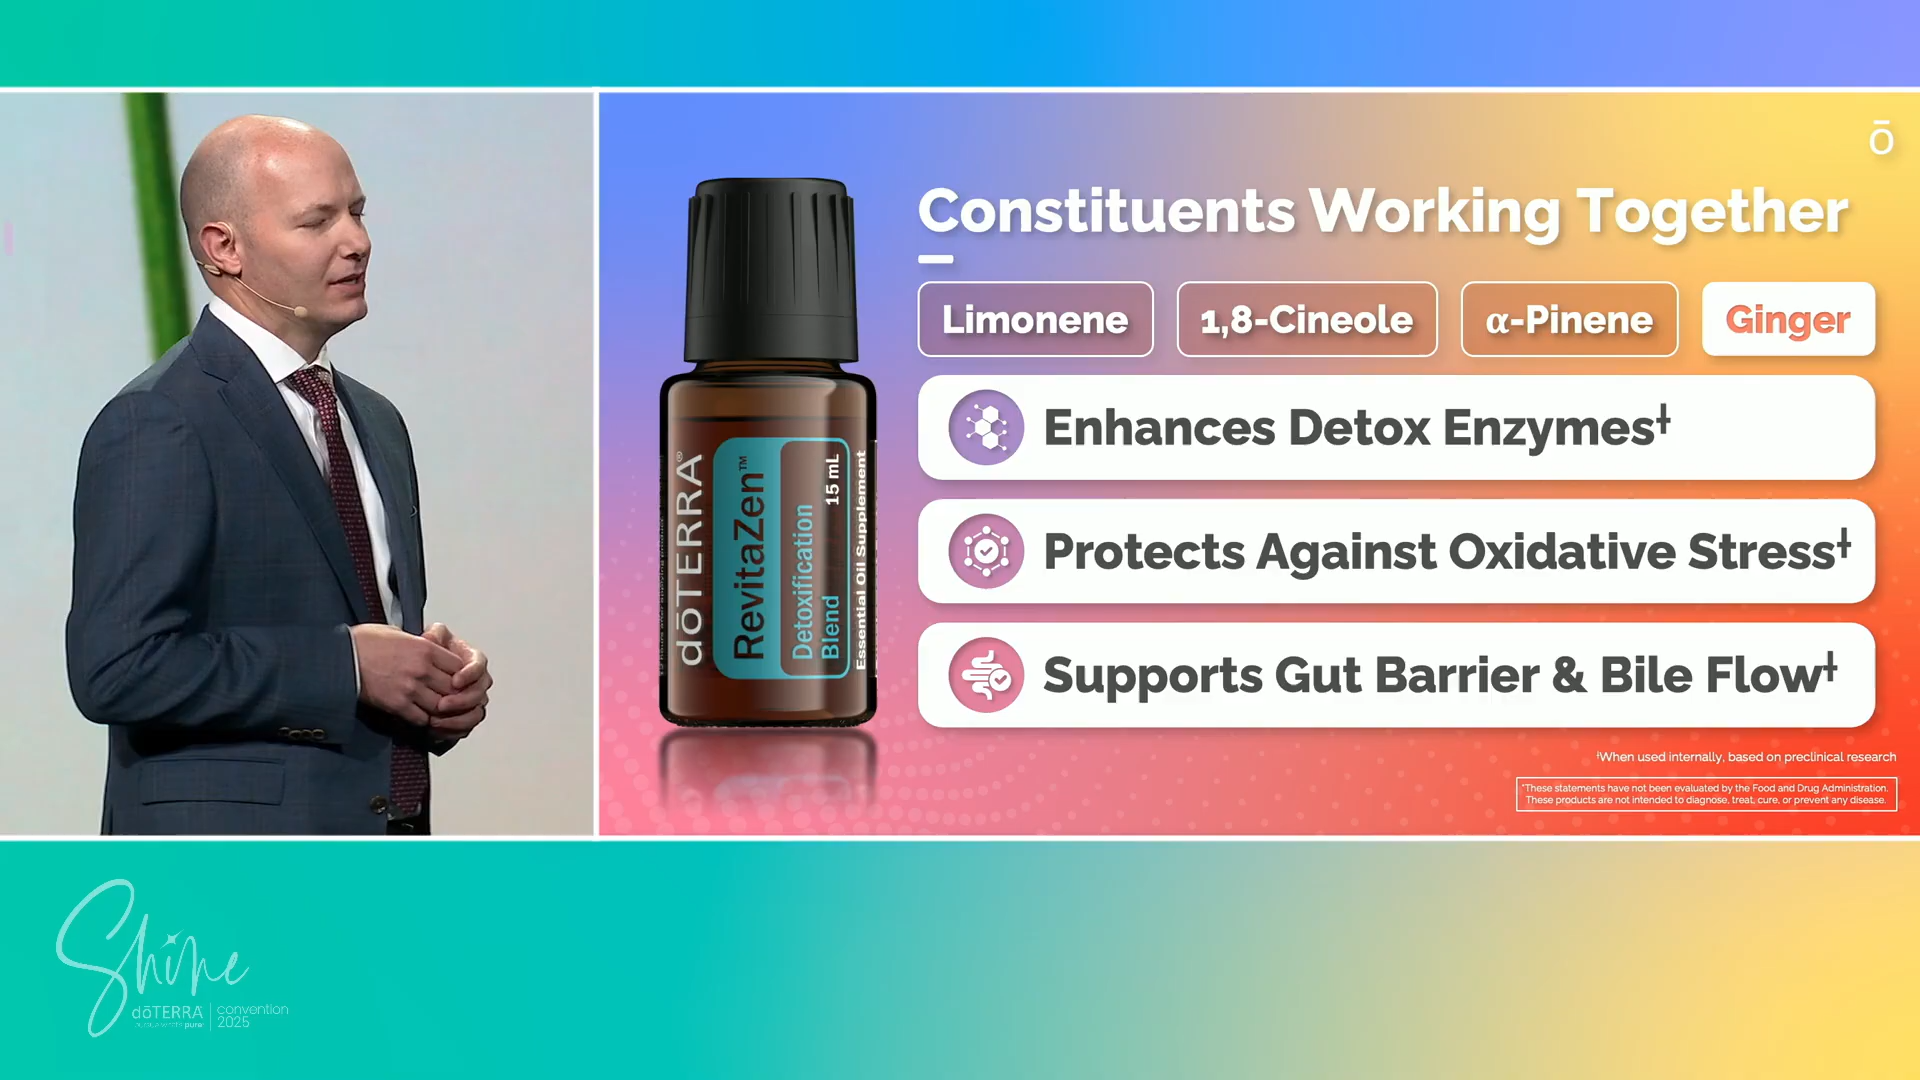 ō
Constituents Working Together
Limonene
1,8-Cineole
α-Pinene
Ginger
Enhances Detox Enzymes†
Protects Against Oxidative Stress†
Supports Gut Barrier & Bile Flow†
dōTERRA®
RevitaZen™
Detoxification
Blend 15 mL
Essential Oil Supplement
†When used internally, based on preclinical research
*These statements have not been evaluated by the Food and Drug Administration.
These products are not intended to diagnose, treat, cure, or prevent any disease.
Shine
dōTERRA
convention
2025